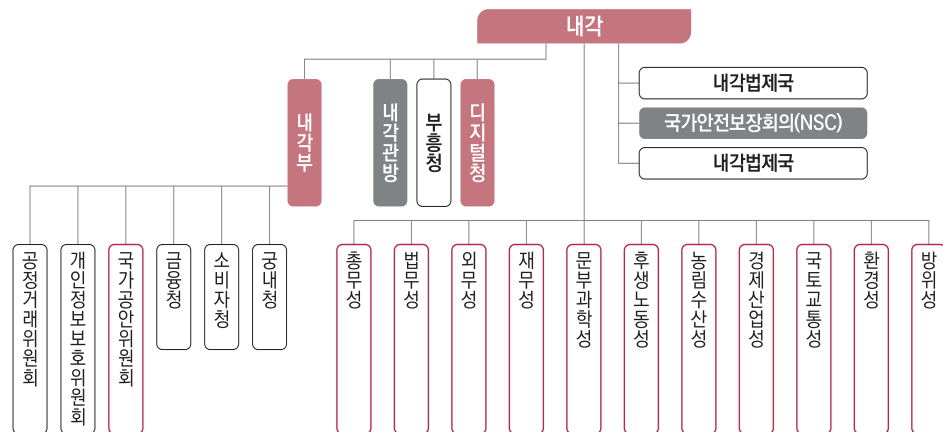 내각
내각법제국
국가안전보장회의(NSC)
내각법제국
내각부
내각관방
부흥청
디지털청
공정거래위원회
개인정보보호위원회
국가공안위원회
금융청
소비자청
궁내청
총무성
법무성
외무성
재무성
문부과학성
후생노동성
농림수산성
경제산업성
국토교통성
환경성
방위성